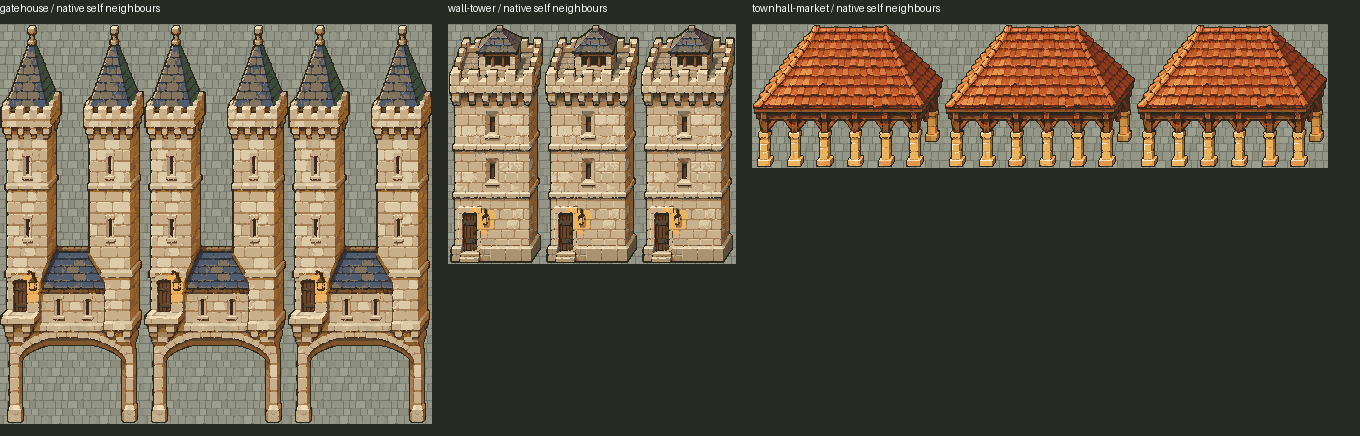 gatehouse / native self neighbours
wall-tower / native self neighbours
townhall-market / native self neighbours